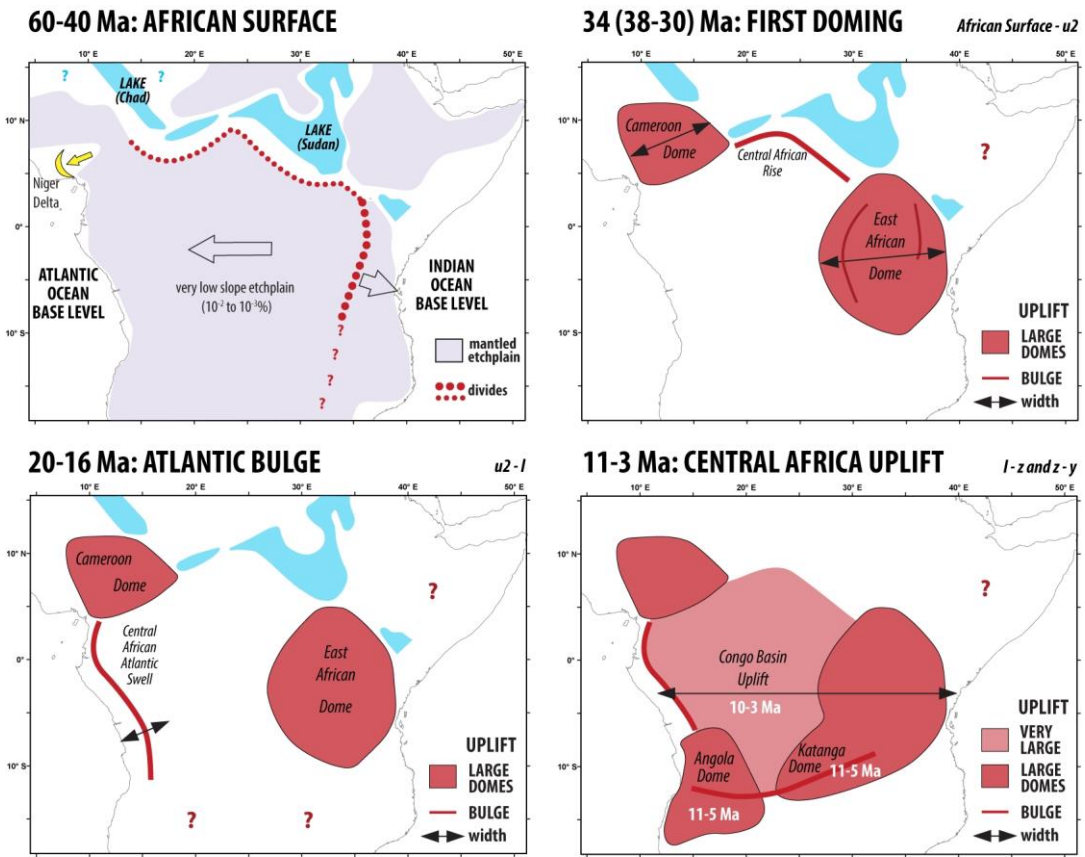 60-40 Ma: AFRICAN SURFACE
10° E
20° E
30° E
40° E
50° E
?
?
LAKE
(Chad)
10°N
LAKE
(Sudan)
Niger
Delta
0°
ATLANTIC
OCEAN
BASE LEVEL
very low slope etchplain
(10⁻² to 10⁻³%)
INDIAN
OCEAN
BASE LEVEL
10° S
?
?
?
?
mantled
etchplain
divides
34 (38-30) Ma: FIRST DOMING
African Surface - u2
10° E
20° E
30° E
40° E
50° E
10°N
Cameroon
Dome
Central African
Rise
?
0°
East
African
Dome
10° S
UPLIFT
LARGE
DOMES
BULGE
width
20-16 Ma: ATLANTIC BULGE
u2 - I
10° E
20° E
30° E
40° E
50° E
10°N
Cameroon
Dome
?
Central
African
Atlantic
Swell
0°
East
African
Dome
10° S
?
?
UPLIFT
LARGE
DOMES
BULGE
width
11-3 Ma: CENTRAL AFRICA UPLIFT
I - z and z - y
10° E
20° E
30° E
40° E
50° E
10°N
?
0°
Congo Basin
Uplift
10-3 Ma
10° S
Angola
Dome
11-5 Ma
Katanga
Dome
11-5 Ma
UPLIFT
VERY
LARGE
LARGE
DOMES
BULGE
width